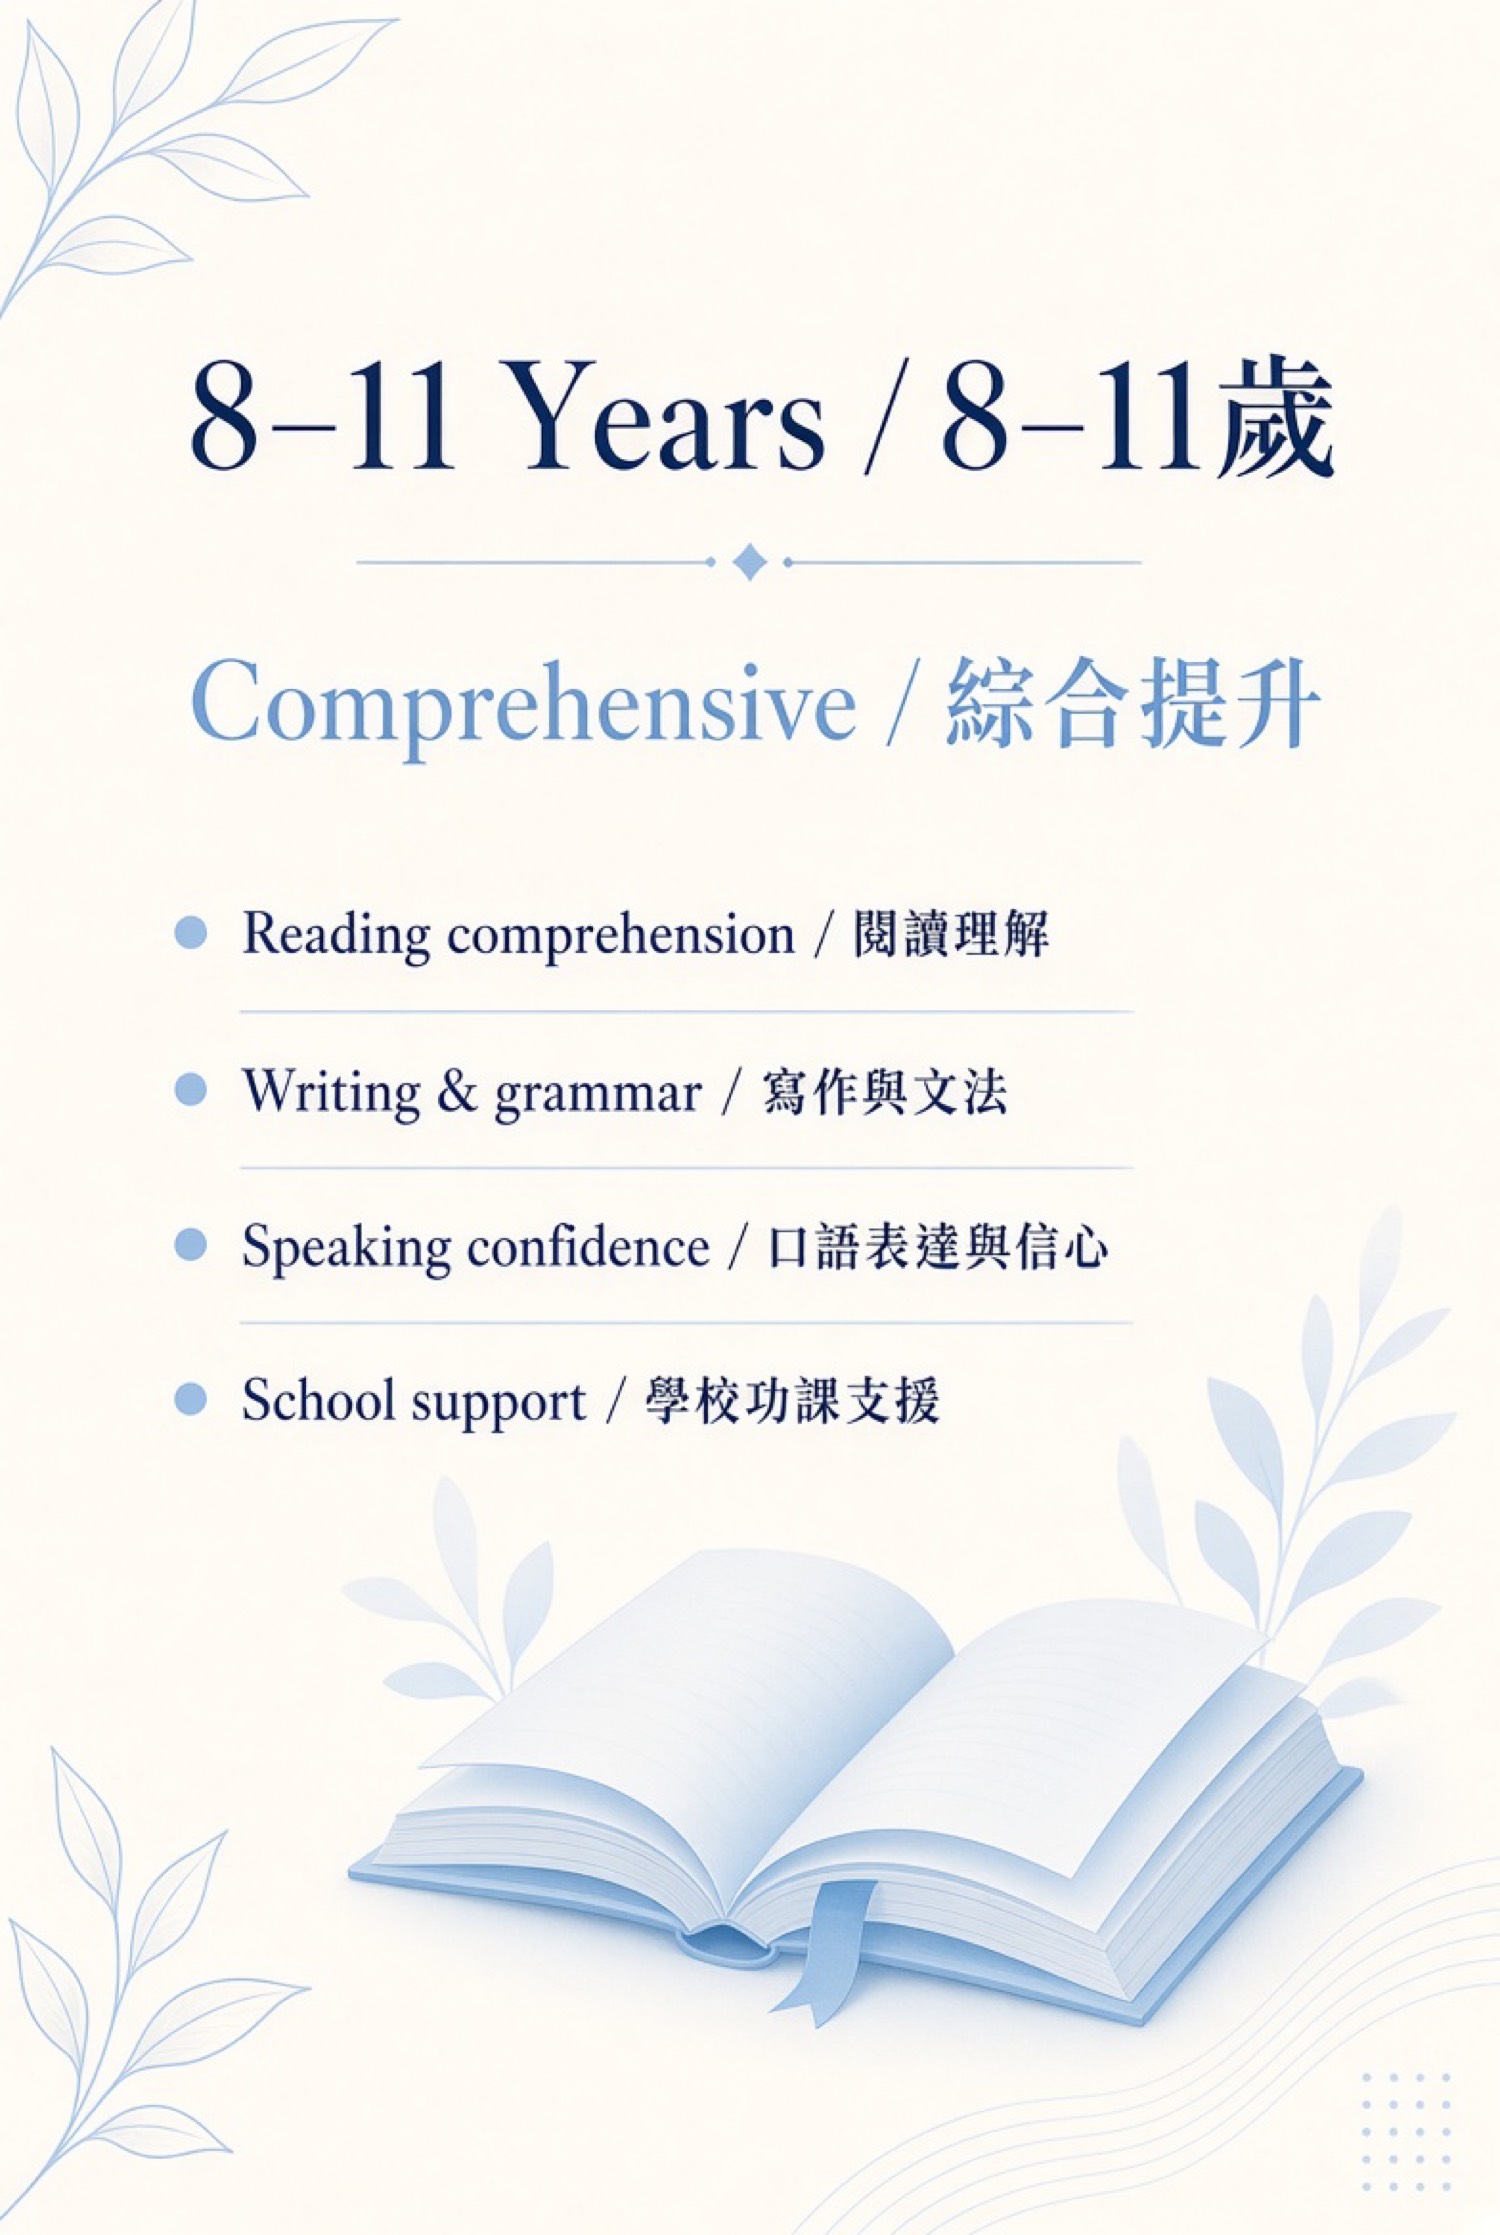 8–11 Years / 8–11歲
Comprehensive / 綜合提升
Reading comprehension / 閱讀理解
Writing & grammar / 寫作與文法
Speaking confidence / 口語表達與信心
School support / 學校功課支援